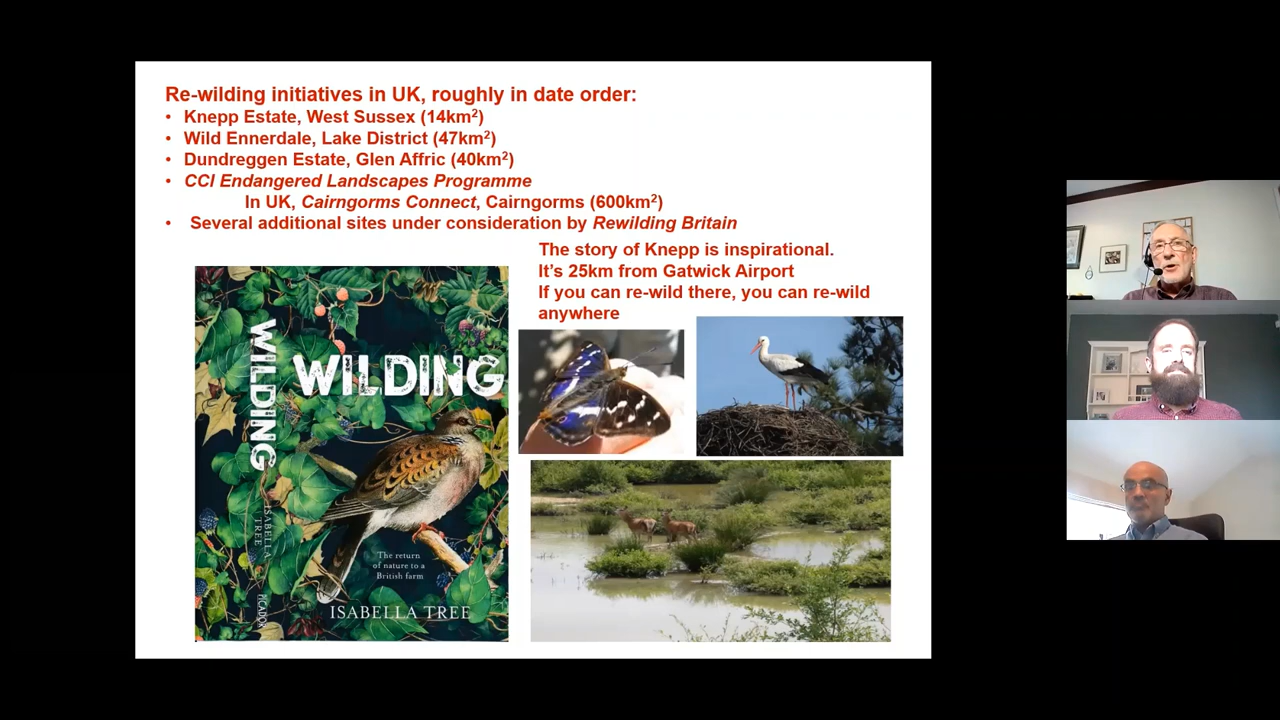 Re-wilding initiatives in UK, roughly in date order:
• Knepp Estate, West Sussex (14km²)
• Wild Ennerdale, Lake District (47km²)
• Dundreggen Estate, Glen Affric (40km²)
• CCI Endangered Landscapes Programme
In UK, Cairngorms Connect, Cairngorms (600km²)
• Several additional sites under consideration by Rewilding Britain
The story of Knepp is inspirational.
It's 25km from Gatwick Airport
If you can re-wild there, you can re-wild
anywhere
WILDING
ISABELLA
TREE
PICADOR
WILDING
The return
of nature to a
British farm
ISABELLA TREE